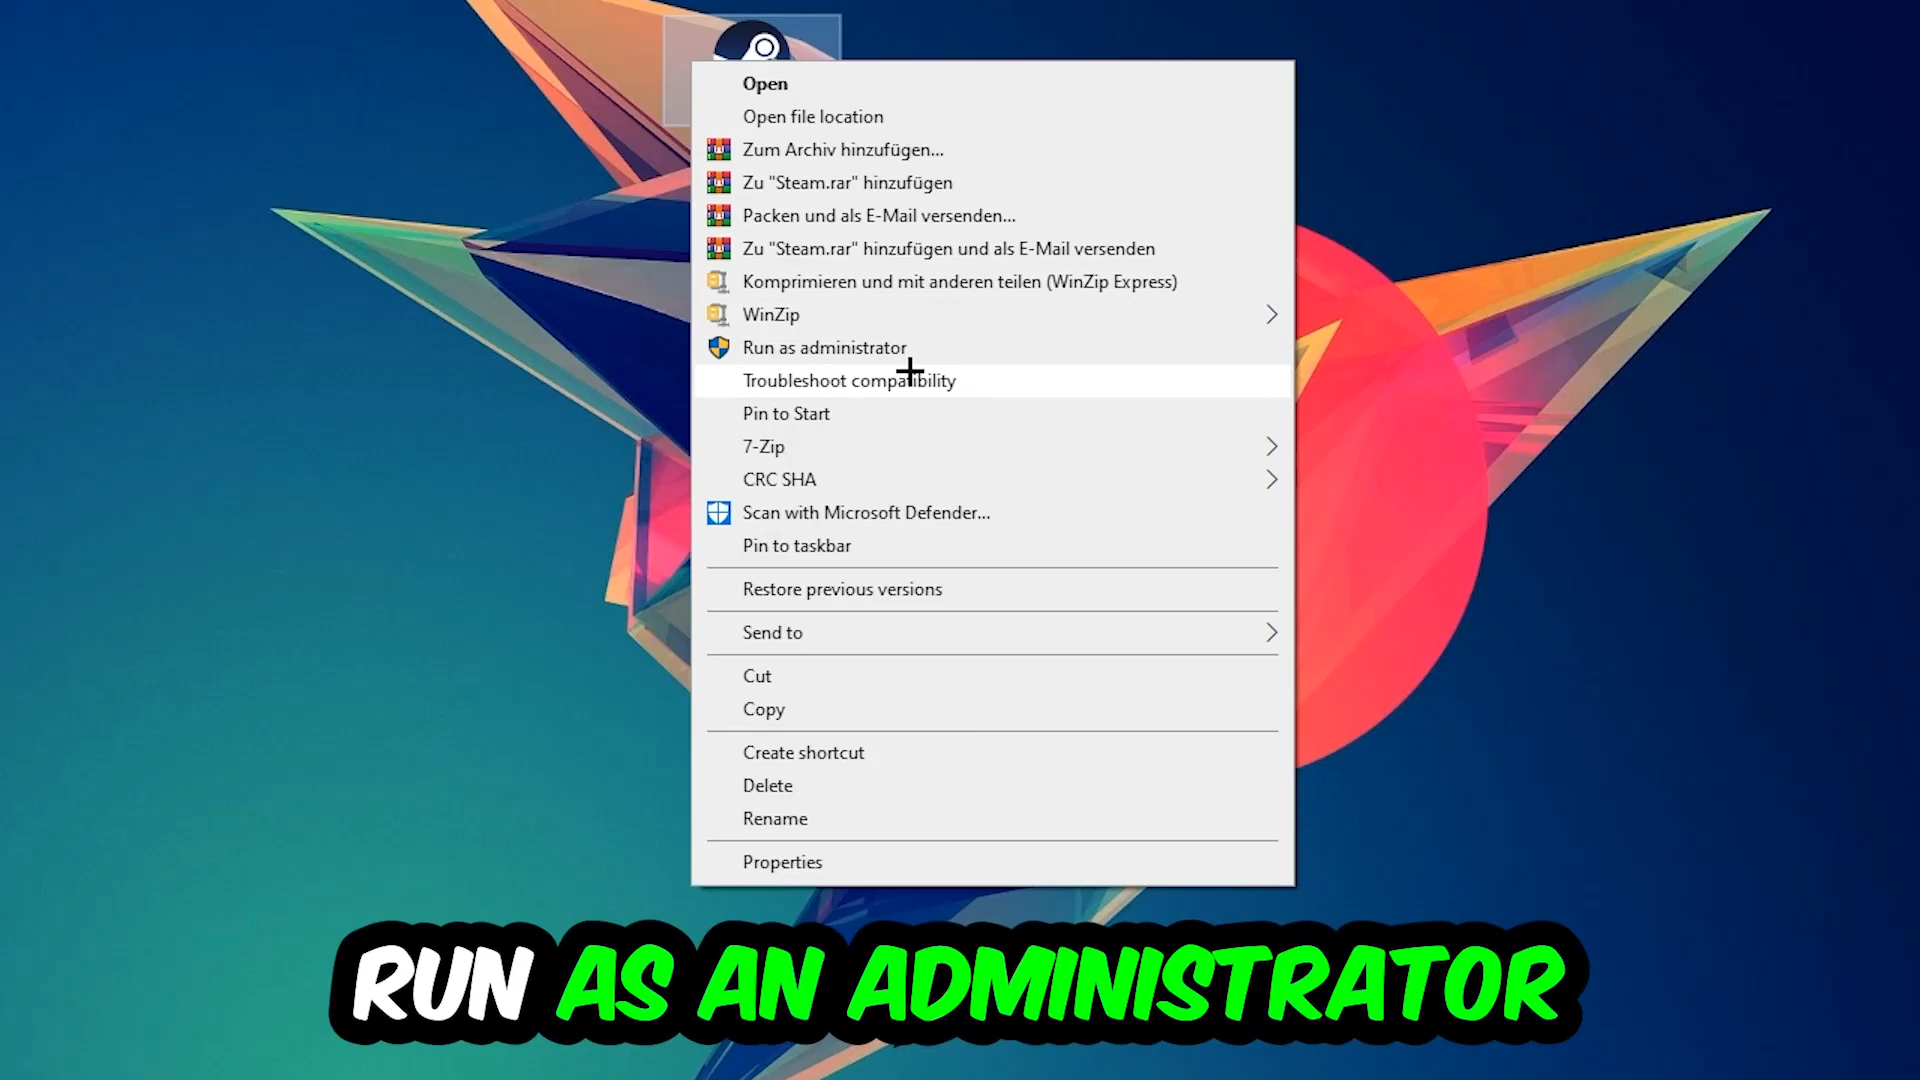 Open
Open file location
Zum Archiv hinzufügen...
Zu "Steam.rar" hinzufügen
Packen und als E-Mail versenden...
Zu "Steam.rar" hinzufügen und als E-Mail versenden
Komprimieren und mit anderen teilen (WinZip Express)
WinZip
Run as administrator
Troubleshoot compatibility
Pin to Start
7-Zip
CRC SHA
Scan with Microsoft Defender...
Pin to taskbar
Restore previous versions
Send to
Cut
Copy
Create shortcut
Delete
Rename
Properties
RUN AS AN ADMINISTRATOR